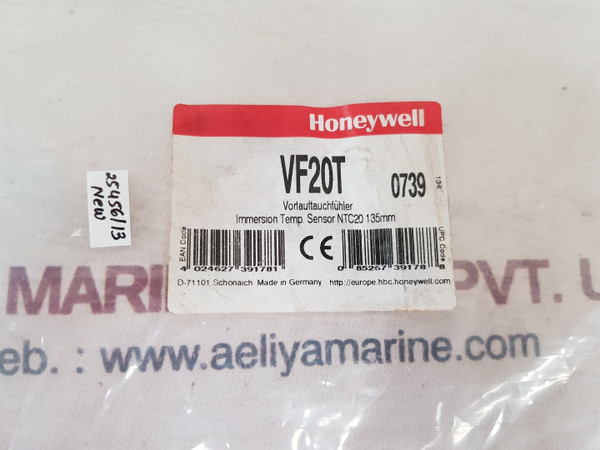 Honeywell
VF20T
0739
134
Vorlauftauchfühler
Immersion Temp. Sensor NTC20 135mm
EAN Code
4 024627 391781
CE
0 85267 39178 8
UPC Code
D-71101 Schönaich Made in Germany http://europe.hbc.honeywell.com
25456/13
New
MARI PVT.
eb. : www.aeliyamarine.com